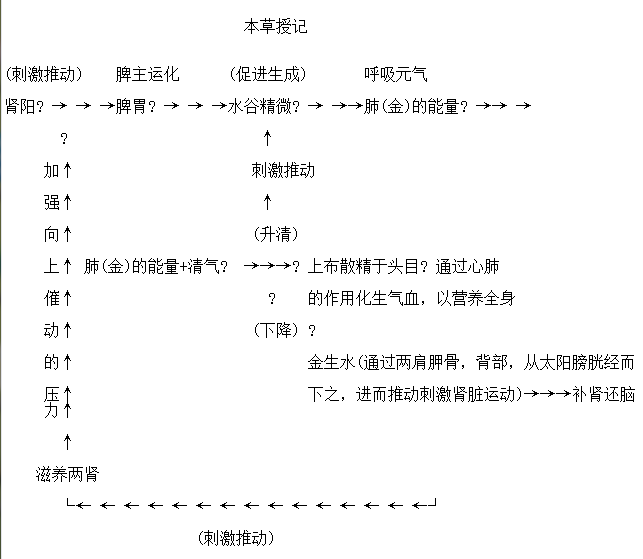 本草授记
(刺激推动) 脾主运化 (促进生成) 呼吸元气
肾阳? → → →脾胃? → → →水谷精微? → →→肺(金)的能量? →→ →
? ↑
加↑ 刺激推动
强↑ ↑
向↑ (升清)
上↑ 肺(金)的能量+清气? →→→? 上布散精于头目? 通过心肺
催↑ ? 的作用化生气血, 以营养全身
动↑ (下降) ?
的↑ 金生水(通过两肩胛骨, 背部, 从太阳膀胱经而
压↑ 下之, 进而推动刺激肾脏运动)→→→补肾还脑
力↑
↑
滋养两肾
└← ← ← ← ← ← ← ← ← ← ← ← ← ← ← ← ← ← ←┘
(刺激推动)